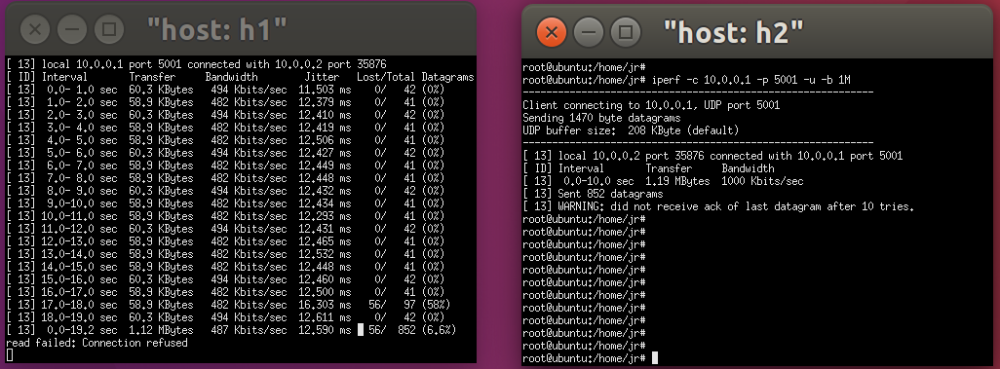 "host: h1"
[ 13] local 10.0.0.1 port 5001 connected with 10.0.0.2 port 35876
[ ID] Interval Transfer Bandwidth Jitter Lost/Total Datagrams
[ 13] 0.0- 1.0 sec 60.3 KBytes 494 Kbits/sec 11.503 ms 0/ 42 (0%)
[ 13] 1.0- 2.0 sec 58.9 KBytes 482 Kbits/sec 12.379 ms 0/ 41 (0%)
[ 13] 2.0- 3.0 sec 60.3 KBytes 494 Kbits/sec 12.410 ms 0/ 42 (0%)
[ 13] 3.0- 4.0 sec 58.9 KBytes 482 Kbits/sec 12.419 ms 0/ 41 (0%)
[ 13] 4.0- 5.0 sec 58.9 KBytes 482 Kbits/sec 12.506 ms 0/ 41 (0%)
[ 13] 5.0- 6.0 sec 60.3 KBytes 494 Kbits/sec 12.427 ms 0/ 42 (0%)
[ 13] 6.0- 7.0 sec 58.9 KBytes 482 Kbits/sec 12.449 ms 0/ 41 (0%)
[ 13] 7.0- 8.0 sec 58.9 KBytes 482 Kbits/sec 12.448 ms 0/ 41 (0%)
[ 13] 8.0- 9.0 sec 60.3 KBytes 494 Kbits/sec 12.432 ms 0/ 42 (0%)
[ 13] 9.0-10.0 sec 58.9 KBytes 482 Kbits/sec 12.434 ms 0/ 41 (0%)
[ 13] 10.0-11.0 sec 58.9 KBytes 482 Kbits/sec 12.293 ms 0/ 41 (0%)
[ 13] 11.0-12.0 sec 60.3 KBytes 494 Kbits/sec 12.431 ms 0/ 42 (0%)
[ 13] 12.0-13.0 sec 58.9 KBytes 482 Kbits/sec 12.465 ms 0/ 41 (0%)
[ 13] 13.0-14.0 sec 58.9 KBytes 482 Kbits/sec 12.532 ms 0/ 41 (0%)
[ 13] 14.0-15.0 sec 58.9 KBytes 482 Kbits/sec 12.448 ms 0/ 41 (0%)
[ 13] 15.0-16.0 sec 60.3 KBytes 494 Kbits/sec 12.460 ms 0/ 42 (0%)
[ 13] 16.0-17.0 sec 58.9 KBytes 482 Kbits/sec 12.500 ms 0/ 41 (0%)
[ 13] 17.0-18.0 sec 58.9 KBytes 482 Kbits/sec 16.303 ms 56/ 97 (58%)
[ 13] 18.0-19.0 sec 60.3 KBytes 494 Kbits/sec 12.611 ms 0/ 42 (0%)
[ 13] 0.0-19.2 sec 1.12 MBytes 487 Kbits/sec 12.590 ms 56/ 852 (6.6%)
read failed: Connection refused
"host: h2"
root@ubuntu:/home/jr#
root@ubuntu:/home/jr# iperf -c 10.0.0.1 -p 5001 -u -b 1M
------------------------------------------------------------
Client connecting to 10.0.0.1, UDP port 5001
Sending 1470 byte datagrams
UDP buffer size: 208 KByte (default)
------------------------------------------------------------
[ 13] local 10.0.0.2 port 35876 connected with 10.0.0.1 port 5001
[ ID] Interval Transfer Bandwidth
[ 13] 0.0-10.0 sec 1.19 MBytes 1000 Kbits/sec
[ 13] Sent 852 datagrams
[ 13] WARNING: did not receive ack of last datagram after 10 tries.
root@ubuntu:/home/jr#
root@ubuntu:/home/jr#
root@ubuntu:/home/jr#
root@ubuntu:/home/jr#
root@ubuntu:/home/jr#
root@ubuntu:/home/jr#
root@ubuntu:/home/jr#
root@ubuntu:/home/jr#
root@ubuntu:/home/jr#
root@ubuntu:/home/jr#
root@ubuntu:/home/jr#
root@ubuntu:/home/jr#